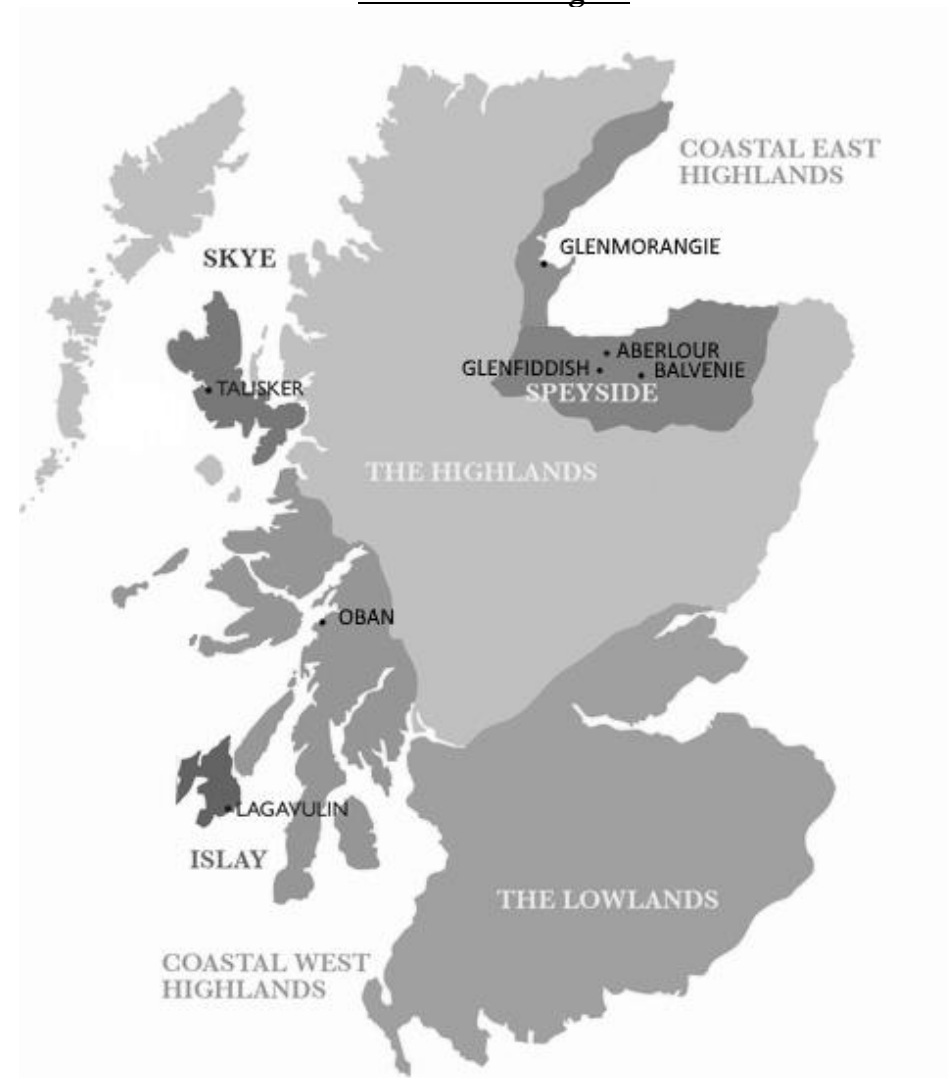 COASTAL EAST
HIGHLANDS
GLENMORANGIE
SKYE
ABERLOUR
GLENFIDDISH
BALVENIE
SPEYSIDE
TALISKER
THE HIGHLANDS
OBAN
LAGAVULIN
ISLAY
THE LOWLANDS
COASTAL WEST
HIGHLANDS